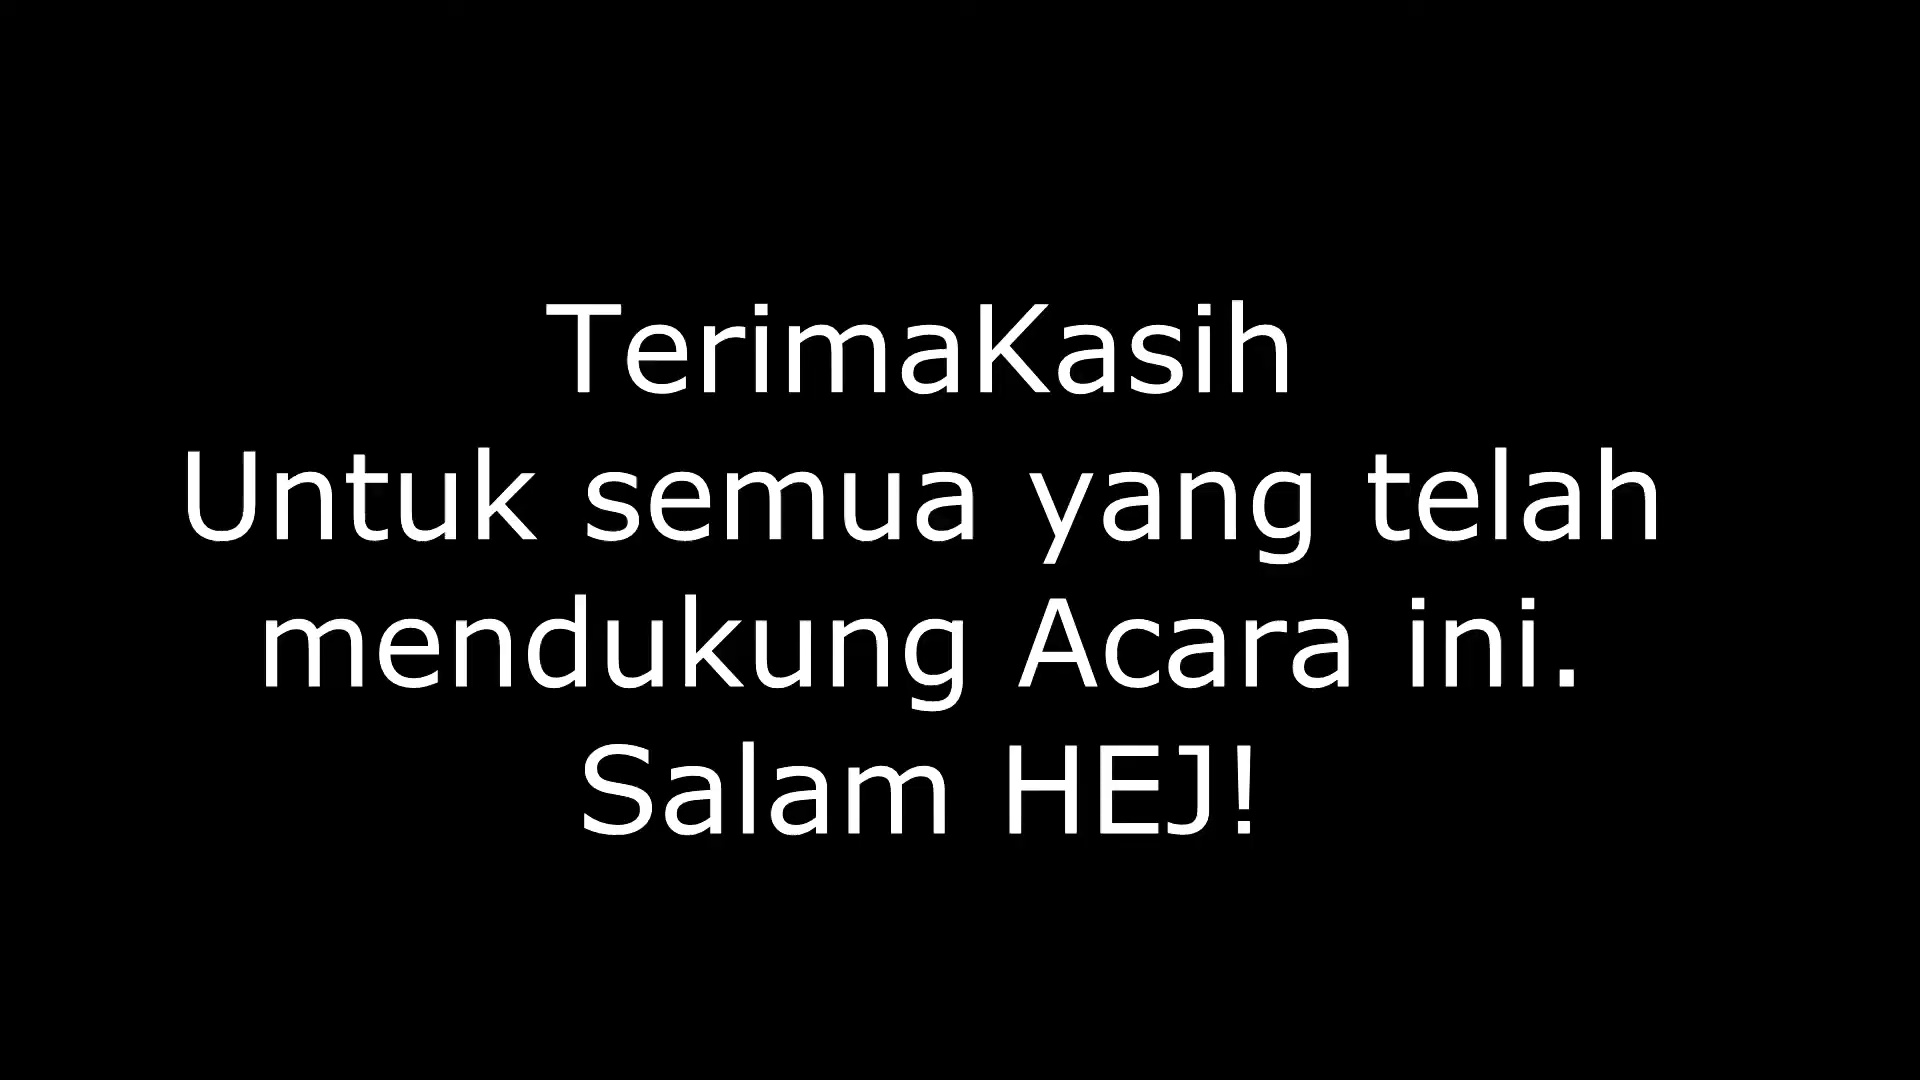 TerimaKasih
Untuk semua yang telah
mendukung Acara ini.
Salam HEJ!